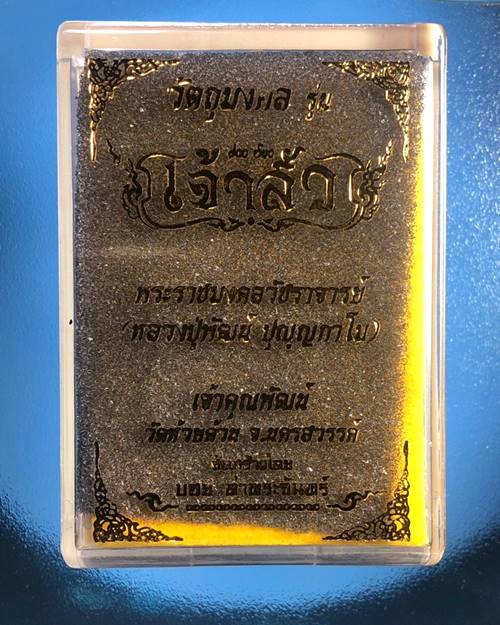 วัตถุมงคล รุ่น
เจ้าสัว
พระราชมงคลวัชราจารย์
(หลวงปู่พัฒน์ ปุญฺญกาโม)
เจ้าคุณพัฒน์
วัดห้วยด้วน จ.นครสวรรค์
จัดสร้างโดย
บอย ท่าพระจันทร์